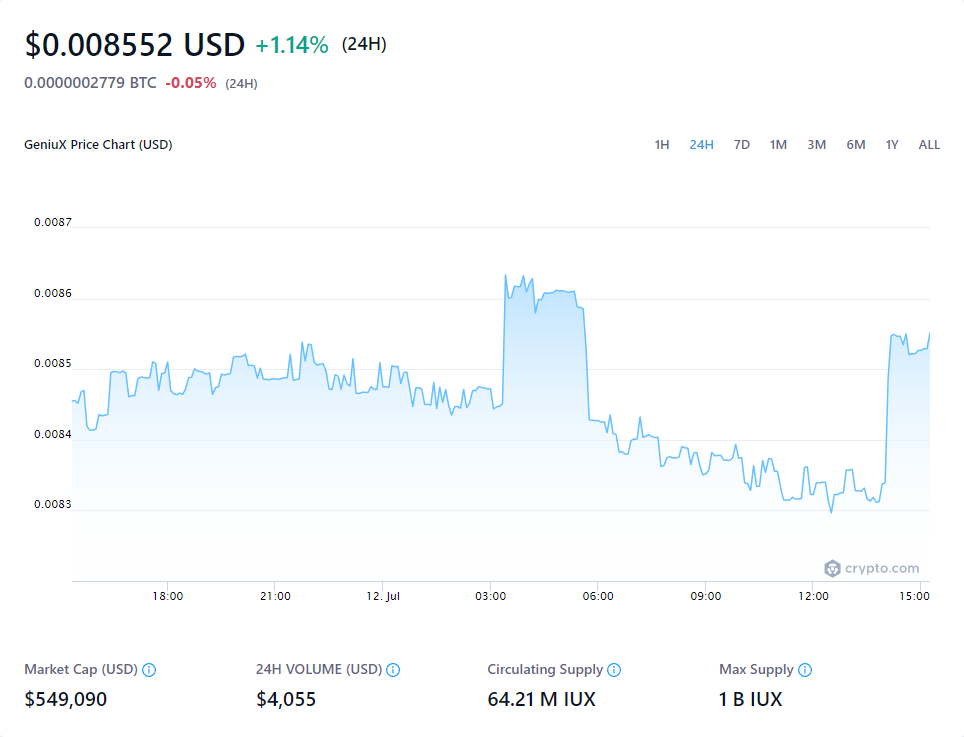 $0.008552 USD +1.14% (24H)
0.0000002779 BTC -0.05% (24H)
GeniuX Price Chart (USD) 1H 24H 7D 1M 3M 6M 1Y ALL
0.0087
0.0086
0.0085
0.0084
0.0083
crypto.com
18:00 21:00 12. Jul 03:00 06:00 09:00 12:00 15:00
Market Cap (USD) 24H VOLUME (USD) Circulating Supply Max Supply
$549,090 $4,055 64.21 M IUX 1 B IUX